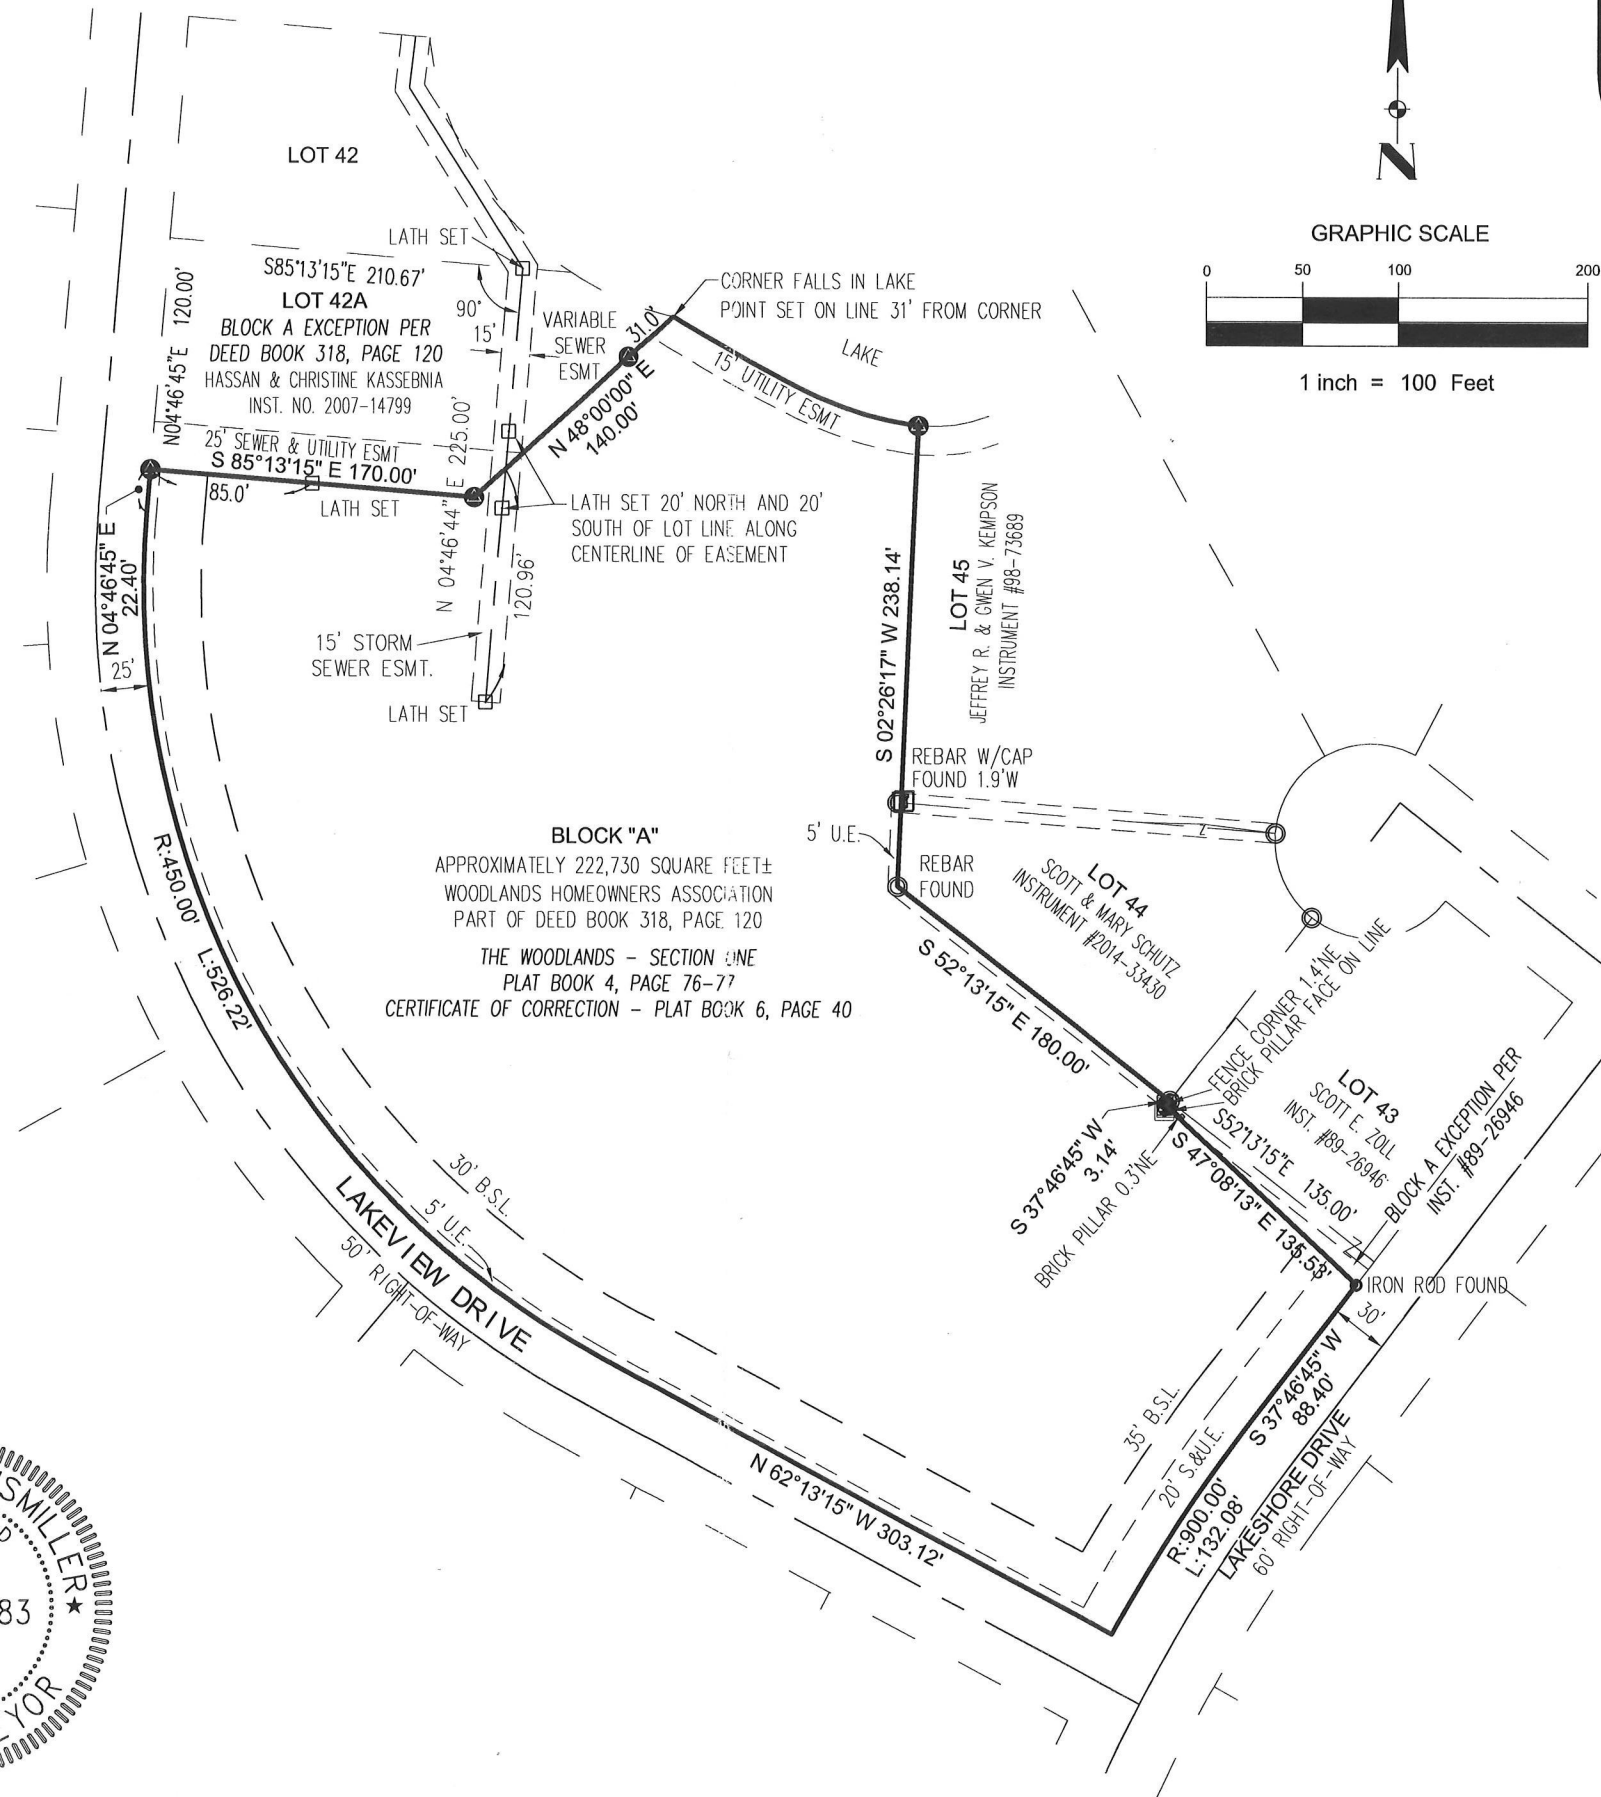 N
GRAPHIC SCALE
0 50 100 200
1 inch = 100 Feet
LOT 42
LATH SET
S85°13'15"E 210.67'
LOT 42A
BLOCK A EXCEPTION PER
DEED BOOK 318, PAGE 120
HASSAN & CHRISTINE KASSEBNIA
INST. NO. 2007-14799
N04°46'45"E 120.00'
90°
15'
VARIABLE
SEWER
ESMT
31.0'
CORNER FALLS IN LAKE
POINT SET ON LINE 31' FROM CORNER
LAKE
15' UTILITY ESMT
N 48°00'00" E
140.00'
25' SEWER & UTILITY ESMT
S 85°13'15" E 170.00'
85.0'
LATH SET
N 04°46'44" E 225.00'
LATH SET 20' NORTH AND 20'
SOUTH OF LOT LINE ALONG
CENTERLINE OF EASEMENT
120.96'
N 04°46'45" E
22.40'
25'
15' STORM
SEWER ESMT.
LATH SET
S 02°26'17" W 238.14'
LOT 45
JEFFREY R. & GWEN V. KEMPSON
INSTRUMENT #98-73689
REBAR W/CAP
FOUND 1.9'W
5' U.E.
REBAR
FOUND
BLOCK "A"
APPROXIMATELY 222,730 SQUARE FEET±
WOODLANDS HOMEOWNERS ASSOCIATION
PART OF DEED BOOK 318, PAGE 120
THE WOODLANDS - SECTION ONE
PLAT BOOK 4, PAGE 76-77
CERTIFICATE OF CORRECTION - PLAT BOOK 6, PAGE 40
R:450.00'
L:526.22'
LOT 44
SCOTT & MARY SCHUTZ
INSTRUMENT #2014-33430
S 52°13'15" E 180.00'
FENCE CORNER 1.4'NE
BRICK PILLAR FACE ON LINE
LOT 43
SCOTT E. ZOLL
INST. #89-26946
BLOCK A EXCEPTION PER
INST. #89-26946
S52°13'15"E 135.00'
S 47°08'13" E 135.53'
S 37°46'45" W
3.14'
BRICK PILLAR 0.3'NE
IRON ROD FOUND
30'
30' B.S.L.
5' U.E.
LAKEVIEW DRIVE
50' RIGHT-OF-WAY
S 37°46'45" W
88.40'
35' B.S.L.
20' S.&U.E.
N 62°13'15" W 303.12'
R:900.00'
L:132.08'
LAKESHORE DRIVE
60' RIGHT-OF-WAY
SMILLER★
D
83
YOR